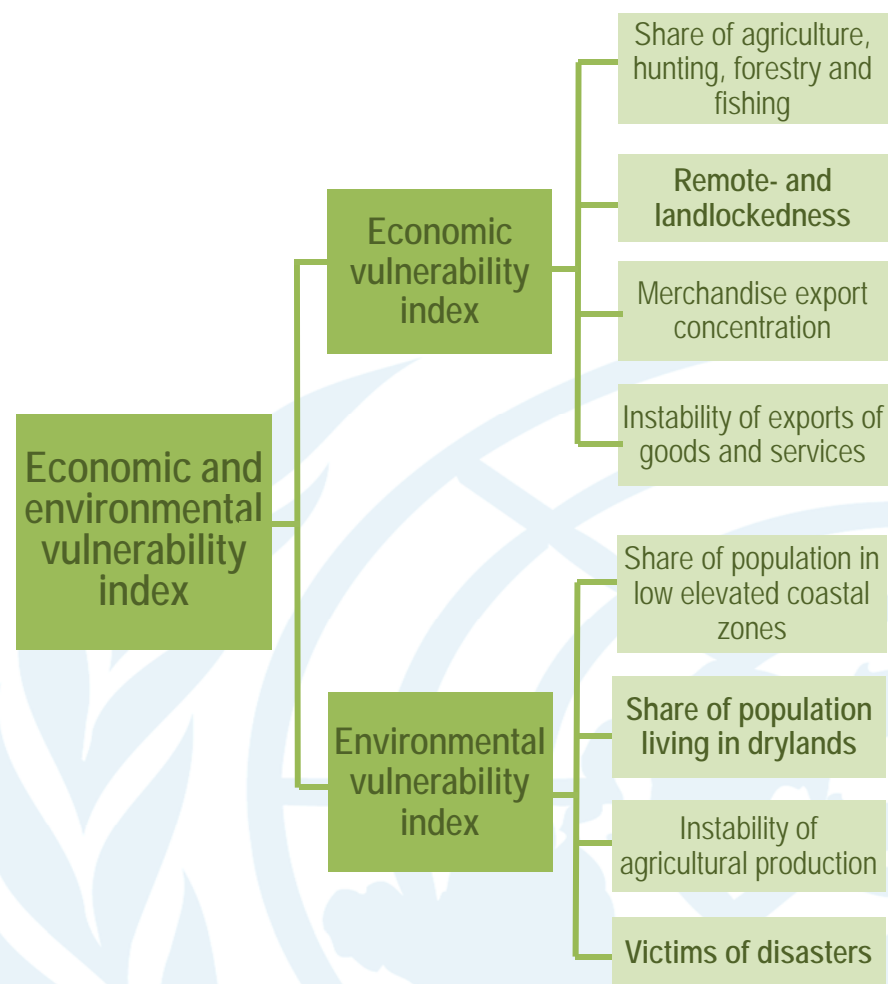 Share of agriculture,
hunting, forestry and
fishing
Remote- and
landlockedness
Economic
vulnerability
index
Merchandise export
concentration
Instability of exports of
goods and services
Economic and
environmental
vulnerability
index
Share of population in
low elevated coastal
zones
Share of population
living in drylands
Environmental
vulnerability
index
Instability of
agricultural production
Victims of disasters